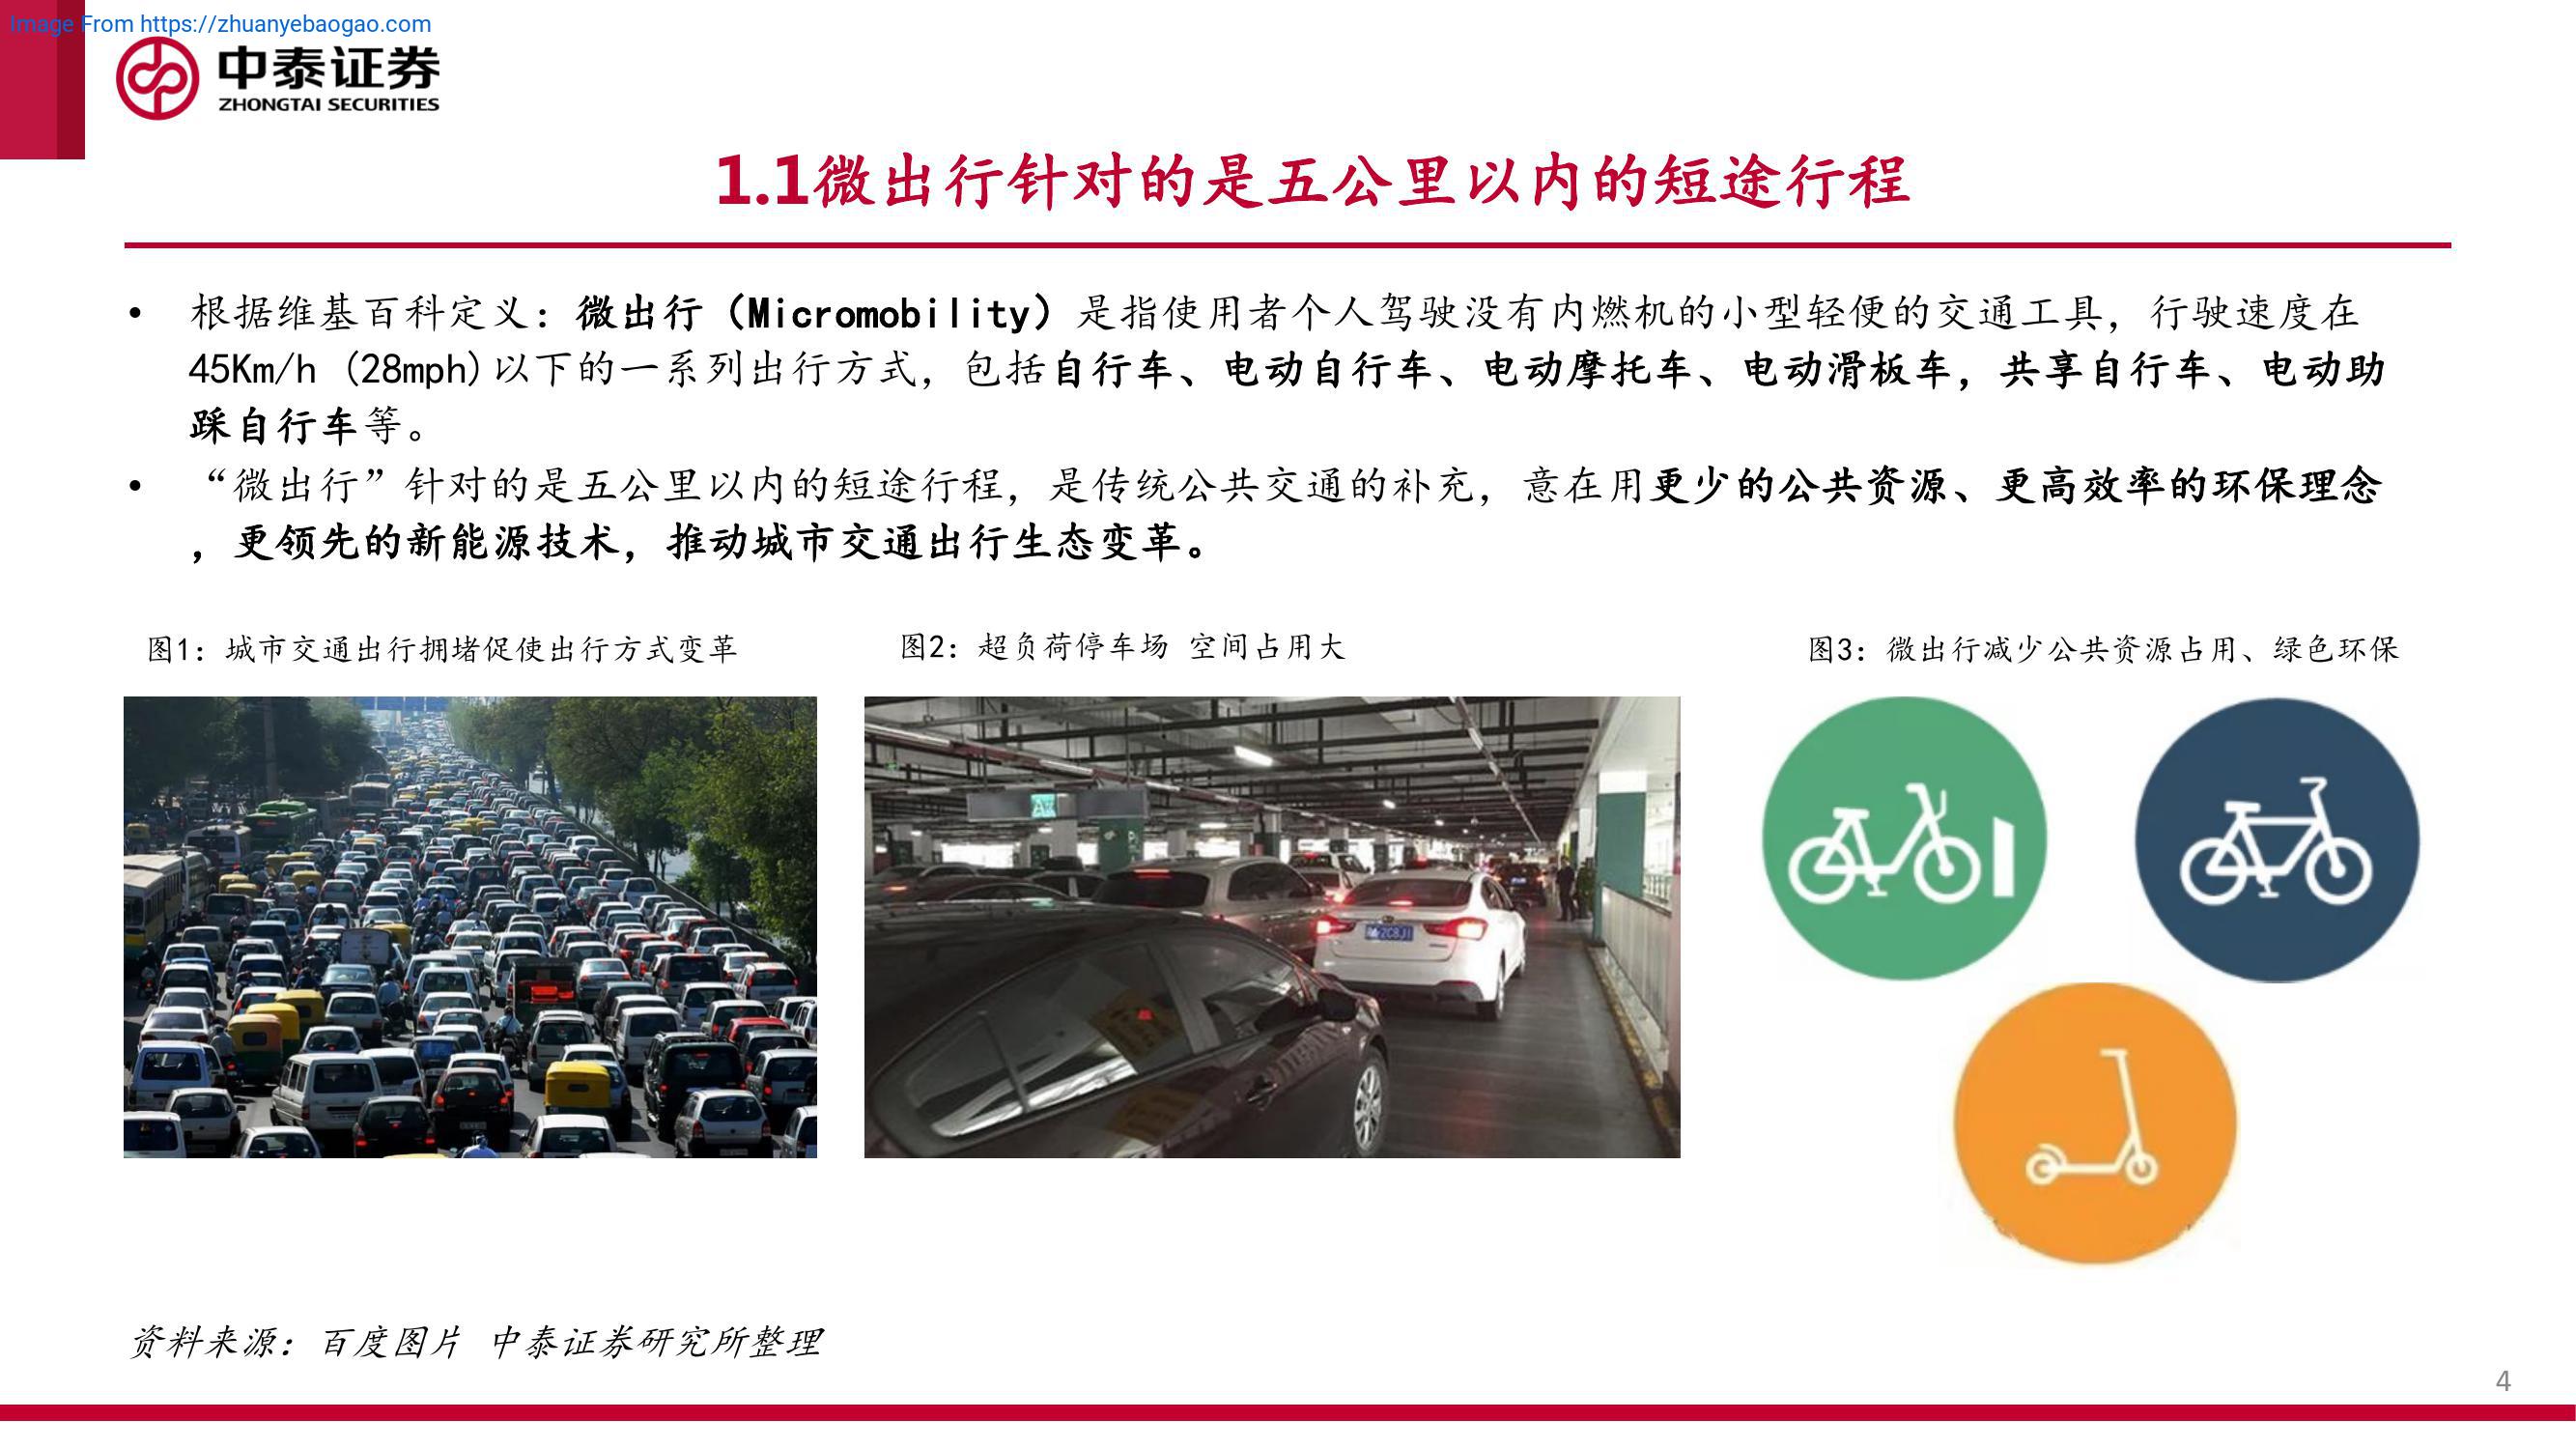 Image From https://zhuanyebaogao.com
中泰证券
ZHONGTAI SECURITIES
1.1微出行针对的是五公里以内的短途行程
• 根据维基百科定义：微出行（Micromobility）是指使用者个人驾驶没有内燃机的小型轻便的交通工具，行驶速度在
45Km/h (28mph)以下的一系列出行方式，包括自行车、电动自行车、电动摩托车、电动滑板车，共享自行车、电动助
踩自行车等。
• “微出行”针对的是五公里以内的短途行程，是传统公共交通的补充，意在用更少的公共资源、更高效率的环保理念
，更领先的新能源技术，推动城市交通出行生态变革。
图1：城市交通出行拥堵促使出行方式变革
图2：超负荷停车场 空间占用大
图3：微出行减少公共资源占用、绿色环保
资料来源：百度图片 中泰证券研究所整理
4